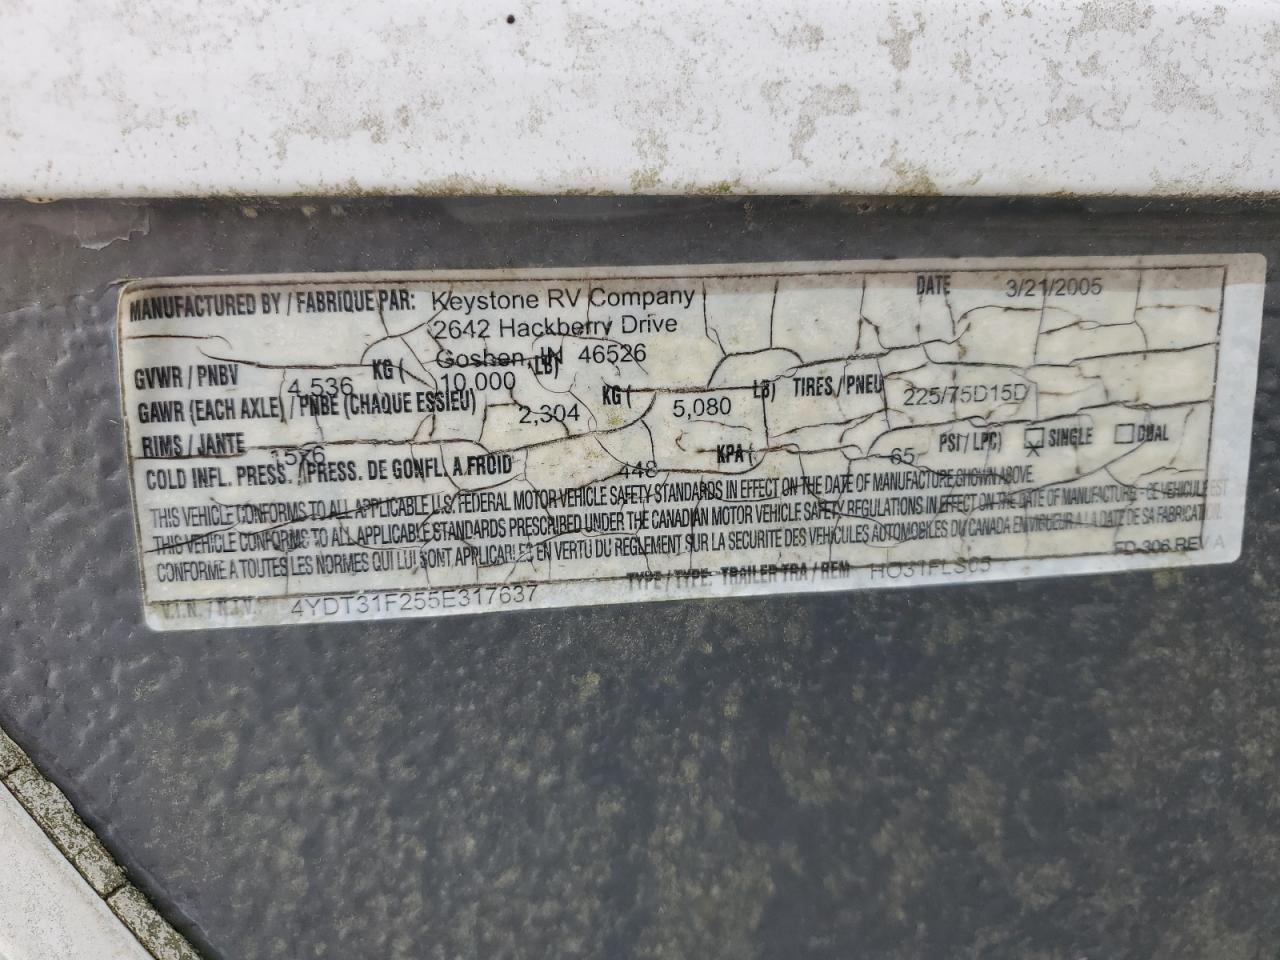 MANUFACTURED BY / FABRIQUE PAR: Keystone RV Company DATE 3/21/2005
2642 Hackberry Drive
Goshen, IN 46526
GVWR / PNBV 4,536 KG ( 10,000 LB)
GAWR (EACH AXLE) / PNBE (CHAQUE ESSIEU) 2,304 KG ( 5,080 LB) TIRES / PNEU 225/75D15D
RIMS / JANTE 15x6
COLD INFL. PRESS. / PRESS. DE GONFL. A FROID 448 KPA ( 65 PSI / LPC) SINGLE DUAL
THIS VEHICLE CONFORMS TO ALL APPLICABLE U.S. FEDERAL MOTOR VEHICLE SAFETY STANDARDS IN EFFECT ON THE DATE OF MANUFACTURE SHOWN ABOVE.
THIS VEHICLE CONFORMS TO ALL APPLICABLE STANDARDS PRESCRIBED UNDER THE CANADIAN MOTOR VEHICLE SAFETY REGULATIONS IN EFFECT ON THE DATE OF MANUFACTURE - CE VEHICULE EST
CONFORME A TOUTES LES NORMES QUI LUI SONT APPLICABLES EN VERTU DU REGLEMENT SUR LA SECURITE DES VEHICULES AUTOMOBILES DU CANADA EN VIGUEUR A LA DATE DE SA FABRICATION.
V.I.N. / N.I.V. 4YDT31F255E317637 TYPE / TYPE: TRAILER TRA / REM HO31FLS05 FD-306 REV A